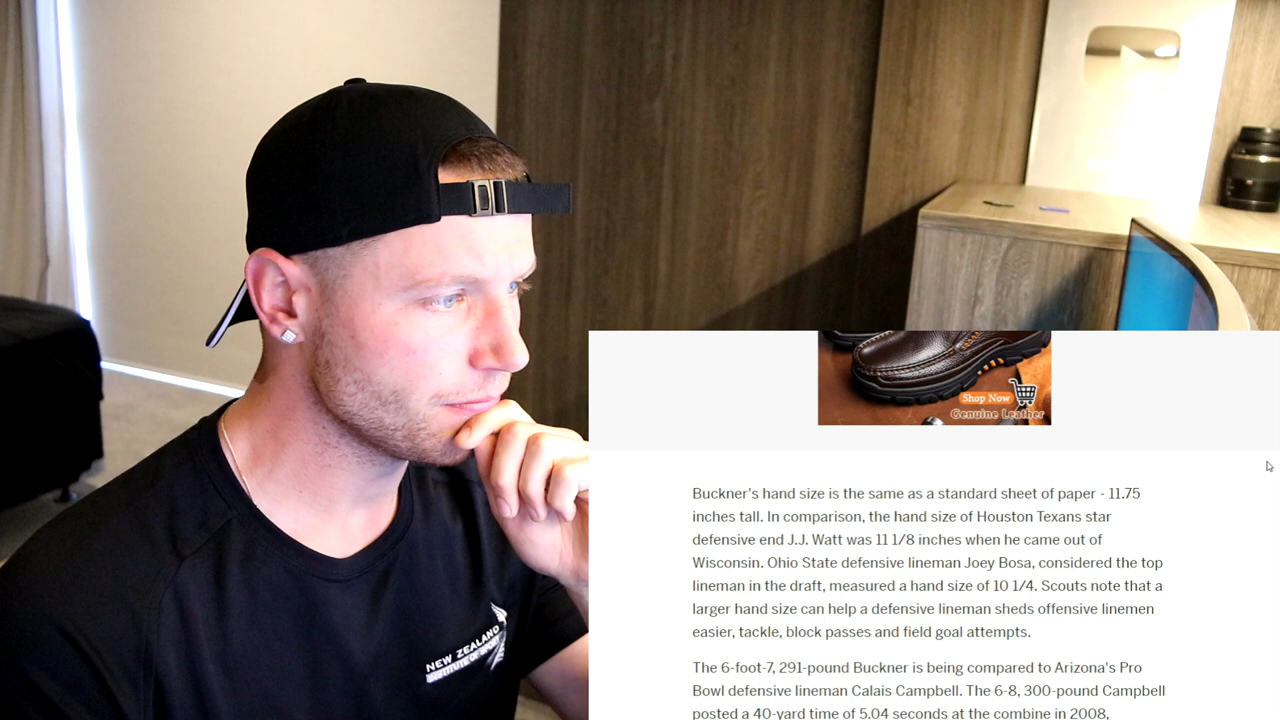 Shop Now
Genuine Leather
Buckner's hand size is the same as a standard sheet of paper - 11.75
inches tall. In comparison, the hand size of Houston Texans star
defensive end J.J. Watt was 11 1/8 inches when he came out of
Wisconsin. Ohio State defensive lineman Joey Bosa, considered the top
lineman in the draft, measured a hand size of 10 1/4. Scouts note that a
larger hand size can help a defensive lineman sheds offensive linemen
easier, tackle, block passes and field goal attempts.
The 6-foot-7, 291-pound Buckner is being compared to Arizona's Pro
Bowl defensive lineman Calais Campbell. The 6-8, 300-pound Campbell
posted a 40-yard time of 5.04 seconds at the combine in 2008,
NEW ZEALAND
INSTITUTE OF SPORT